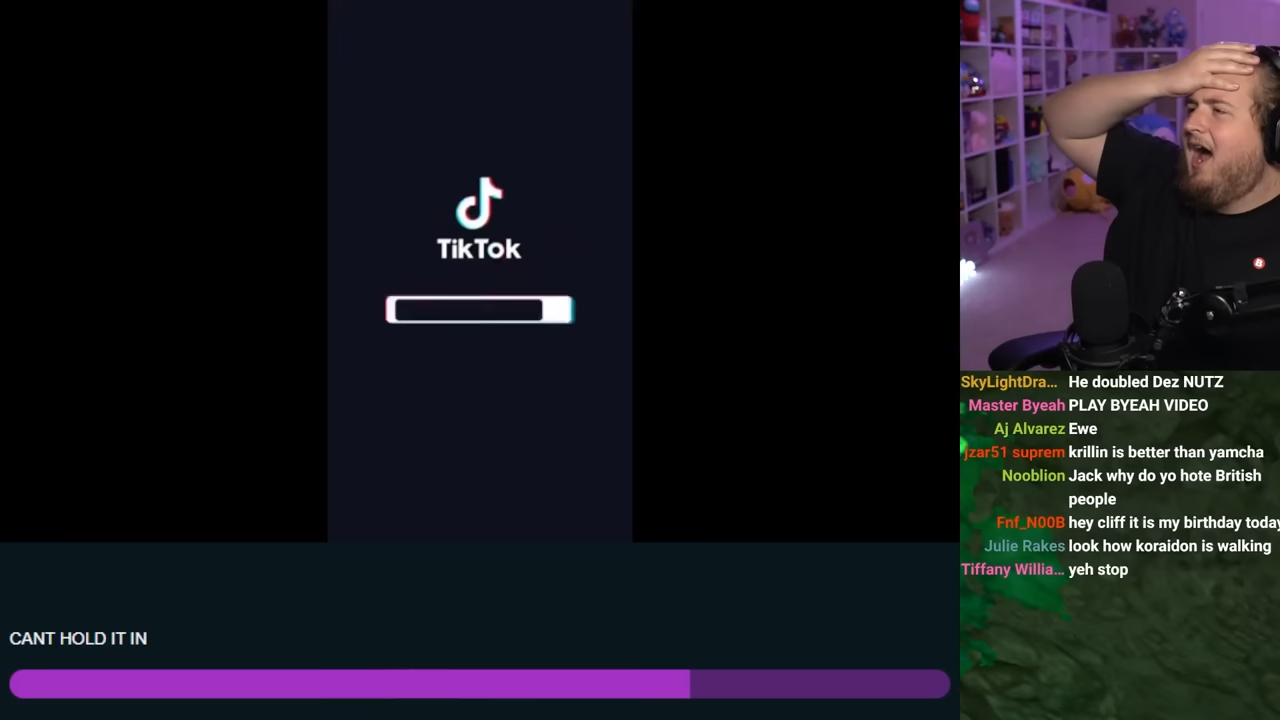 TikTok
CANT HOLD IT IN
SkyLightDra... He doubled Dez NUTZ
Master Byeah PLAY BYEAH VIDEO
Aj Alvarez Ewe
jzar51 suprem krillin is better than yamcha
Nooblion Jack why do yo hote British
people
Fnf_N00B hey cliff it is my birthday today
Julie Rakes look how koraidon is walking
Tiffany Willia... yeh stop